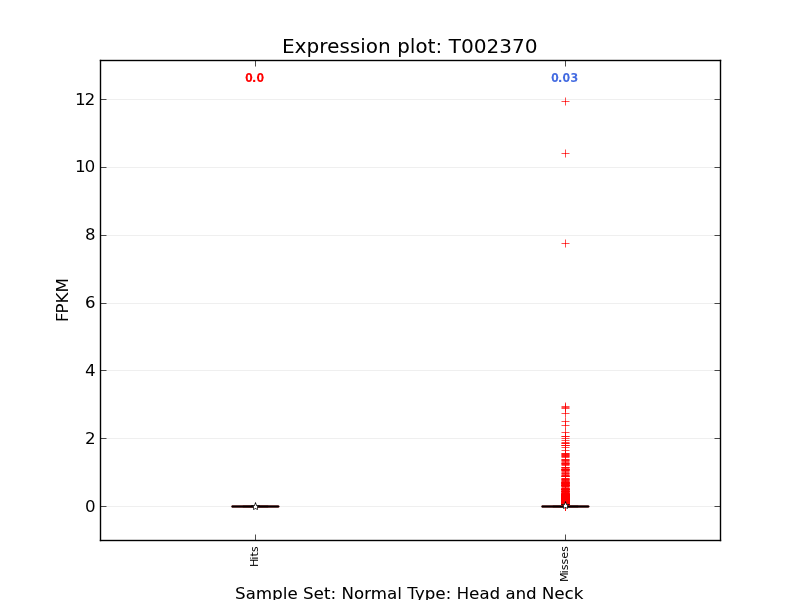 Expression plot: T002370
0.0
0.03
12
10
8
6
4
2
0
FPKM
Hits
Misses
Sample Set: Normal Type: Head and Neck